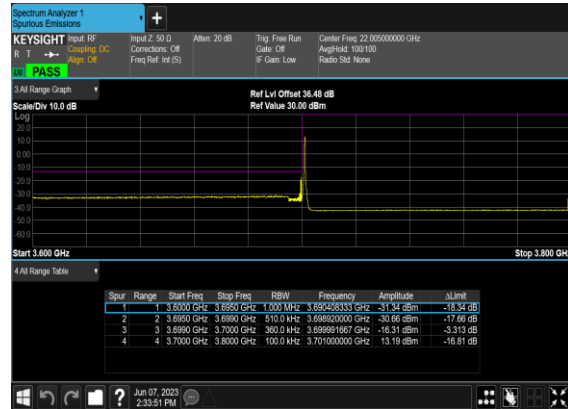 Spectrum Analyzer 1
Spurious Emissions
+
KEYSIGHT Input: RF Input Z: 50 Ω Atten: 20 dB Trig: Free Run Center Freq: 22.005000000 GHz
R T Coupling: DC Corrections: Off Gate: Off Avg|Hold: 100/100
Align: Off Freq Ref: Int (S) IF Gain: Low Radio Std: None
PASS
3 All Range Graph Ref Lvl Offset 36.48 dB
Scale/Div 10.0 dB Ref Value 30.00 dBm
Log
20.0
10.0
0.00
-10.0
-20.0
-30.0
-40.0
-50.0
-60.0
Start 3.600 GHz Stop 3.800 GHz
4 All Range Table
Spur Range Start Freq Stop Freq RBW Frequency Amplitude ΔLimit
1 1 3.6000 GHz 3.6950 GHz 1.000 MHz 3.690408333 GHz -31.34 dBm -18.34 dB
2 2 3.6950 GHz 3.6990 GHz 510.0 kHz 3.698920000 GHz -30.66 dBm -17.66 dB
3 3 3.6990 GHz 3.7000 GHz 360.0 kHz 3.699991667 GHz -16.31 dBm -3.313 dB
4 4 3.7000 GHz 3.8000 GHz 100.0 kHz 3.701000000 GHz 13.19 dBm -16.81 dB
? Jun 07, 2023
2:33:51 PM